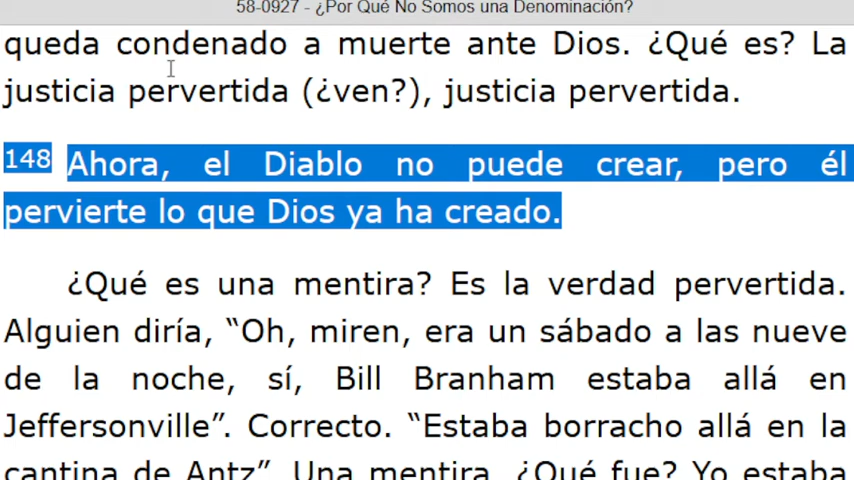 58-0927 - ¿Por Qué No Somos una Denominación?
queda condenado a muerte ante Dios. ¿Qué es? La
justicia pervertida (¿ven?), justicia pervertida.
148 Ahora, el Diablo no puede crear, pero él
pervierte lo que Dios ya ha creado.
¿Qué es una mentira? Es la verdad pervertida.
Alguien diría, “Oh, miren, era un sábado a las nueve
de la noche, sí, Bill Branham estaba allá en
Jeffersonville”. Correcto. “Estaba borracho allá en la
cantina de Antz”. Una mentira. ¿Qué fue? Yo estaba